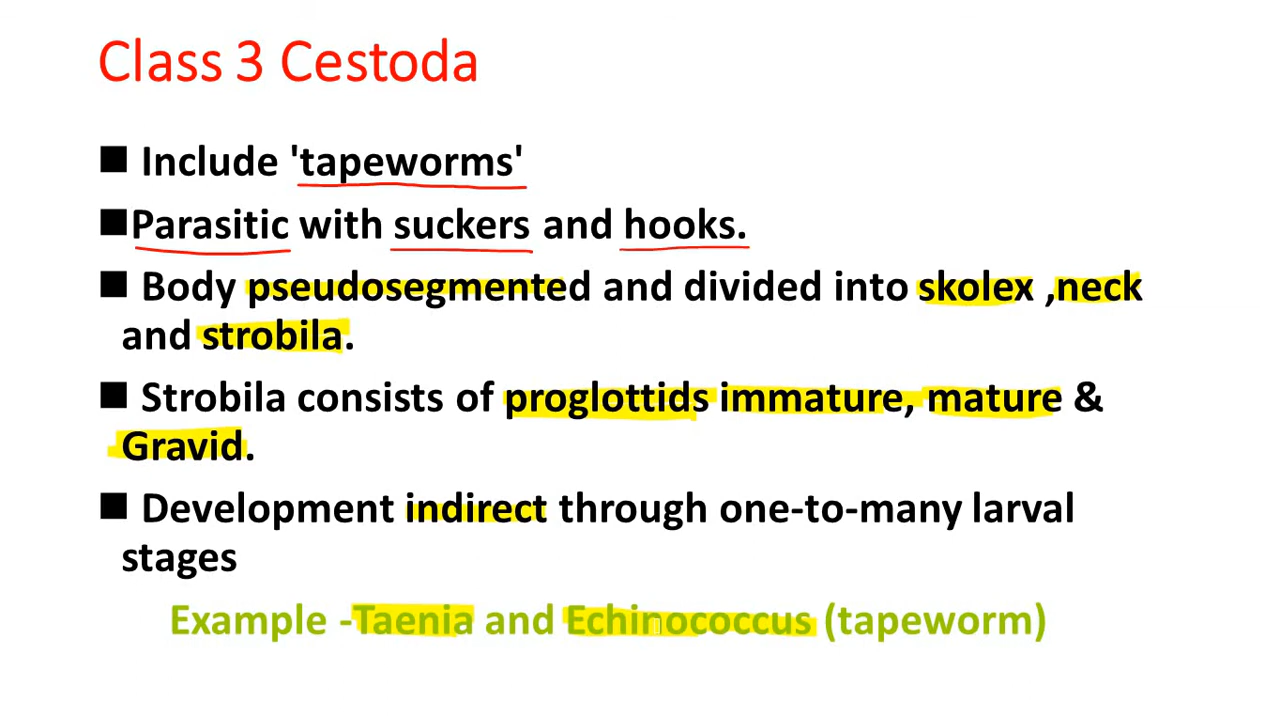 Class 3 Cestoda
■ Include 'tapeworms'
■Parasitic with suckers and hooks.
■ Body pseudosegmented and divided into skolex ,neck
and strobila.
■ Strobila consists of proglottids immature, mature &
Gravid.
■ Development indirect through one-to-many larval
stages
Example -Taenia and Echinococcus (tapeworm)